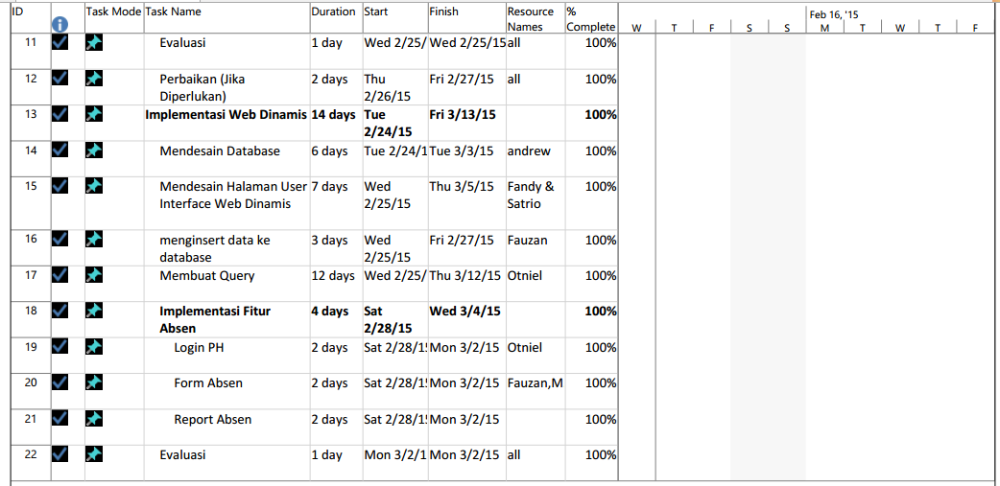 ID Task Mode Task Name Duration Start Finish Resource Names % Complete
Feb 16, '15
W T F S S M T W T F
11 Evaluasi 1 day Wed 2/25/ Wed 2/25/15 all 100%
12 Perbaikan (Jika Diperlukan) 2 days Thu 2/26/15 Fri 2/27/15 all 100%
13 Implementasi Web Dinamis 14 days Tue 2/24/15 Fri 3/13/15 100%
14 Mendesain Database 6 days Tue 2/24/1 Tue 3/3/15 andrew 100%
15 Mendesain Halaman User Interface Web Dinamis 7 days Wed 2/25/15 Thu 3/5/15 Fandy & Satrio 100%
16 menginsert data ke database 3 days Wed 2/25/15 Fri 2/27/15 Fauzan 100%
17 Membuat Query 12 days Wed 2/25/ Thu 3/12/15 Otniel 100%
18 Implementasi Fitur Absen 4 days Sat 2/28/15 Wed 3/4/15 100%
19 Login PH 2 days Sat 2/28/1 Mon 3/2/15 Otniel 100%
20 Form Absen 2 days Sat 2/28/1 Mon 3/2/15 Fauzan,M 100%
21 Report Absen 2 days Sat 2/28/1 Mon 3/2/15 100%
22 Evaluasi 1 day Mon 3/2/1 Mon 3/2/15 all 100%